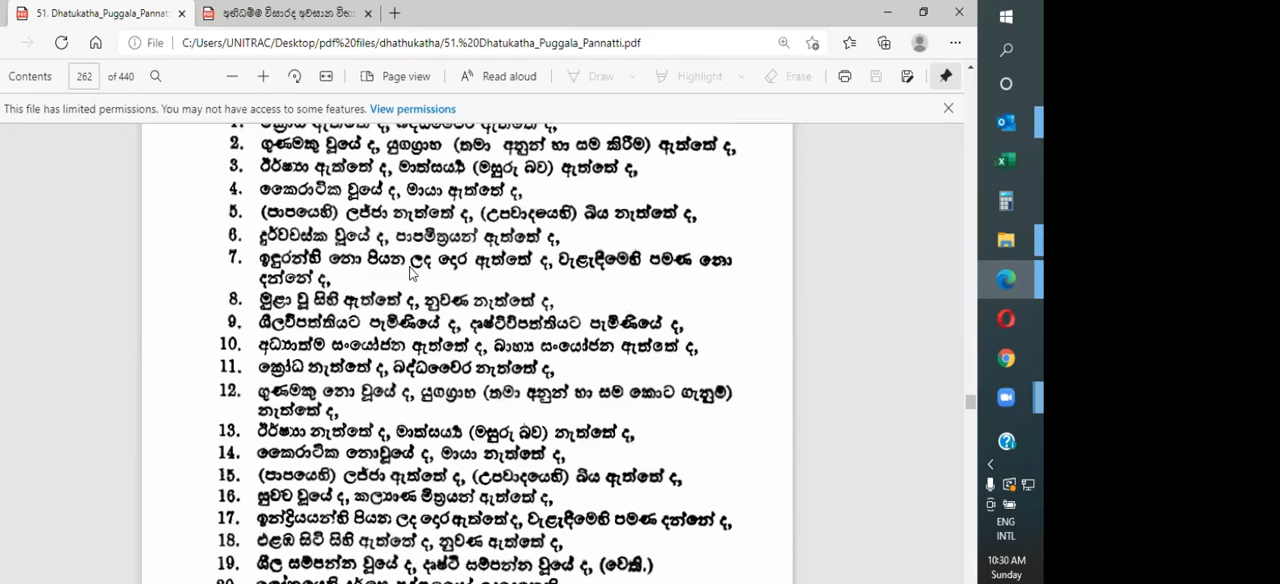 51. Dhatukatha_Puggala_Pannat
අභිධම්ම විසාරද අවසාන විභ
File
C:/Users/UNITRAC/Desktop/pdf%20files/dhathukatha/51.%20Dhatukatha_Puggala_Pannatti.pdf
Contents 262 of 440 Page view Read aloud Draw Highlight Erase
This file has limited permissions. You may not have access to some features. View permissions
2. ගුණමකු වූයේ ද, යුගග්‍රාහ (තමා අනුන් හා සම කිරීම) ඇත්තේ ද,
3. ඊර්ෂ්‍යා ඇත්තේ ද, මාත්සර්‍ය්‍ය (මසුරු බව) ඇත්තේ ද,
4. කෛරාටික වූයේ ද, මායා ඇත්තේ ද,
5. (පාපයෙහි) ලජ්ජා නැත්තේ ද, (උපවාදයෙහි) බිය නැත්තේ ද,
6. දුර්වචස්ක වූයේ ද, පාපමිත්‍රයන් ඇත්තේ ද,
7. ඉඳුරන්හි නො පියන ලද දොර ඇත්තේ ද, වැළැඳීමෙහි පමණ නො
දන්නේ ද,
8. මුළා වූ සිහි ඇත්තේ ද, නුවණ නැත්තේ ද,
9. ශීලවිපත්තියට පැමිණියේ ද, දෘෂ්ටිවිපත්තියට පැමිණියේ ද,
10. අධ්‍යාත්ම සංයෝජන ඇත්තේ ද, බාහ්‍ය සංයෝජන ඇත්තේ ද,
11. ක්‍රෝධ නැත්තේ ද, බද්ධවෛර නැත්තේ ද,
12. ගුණමකු නො වූයේ ද, යුගග්‍රාහ (තමා අනුන් හා සම කොට ගැනුම්)
නැත්තේ ද,
13. ඊර්ෂ්‍යා නැත්තේ ද, මාත්සර්‍ය්‍ය (මසුරු බව) නැත්තේ ද,
14. කෛරාටික නොවූයේ ද, මායා නැත්තේ ද,
15. (පාපයෙහි) ලජ්ජා ඇත්තේ ද, (උපවාදයෙහි) බිය ඇත්තේ ද,
16. සුවච වූයේ ද, කල්‍යාණ මිත්‍රයන් ඇත්තේ ද,
17. ඉන්ද්‍රියයන්හි පියන ලද දොර ඇත්තේ ද, වැළැඳීමෙහි පමණ දන්නේ ද,
18. එළඹ සිටි සිහි ඇත්තේ ද, නුවණ ඇත්තේ ද,
19. ශීල සම්පන්න වූයේ ද, දෘෂ්ටි සම්පන්න වූයේ ද, (වෙති.)
ENG
INTL
10:30 AM
Sunday